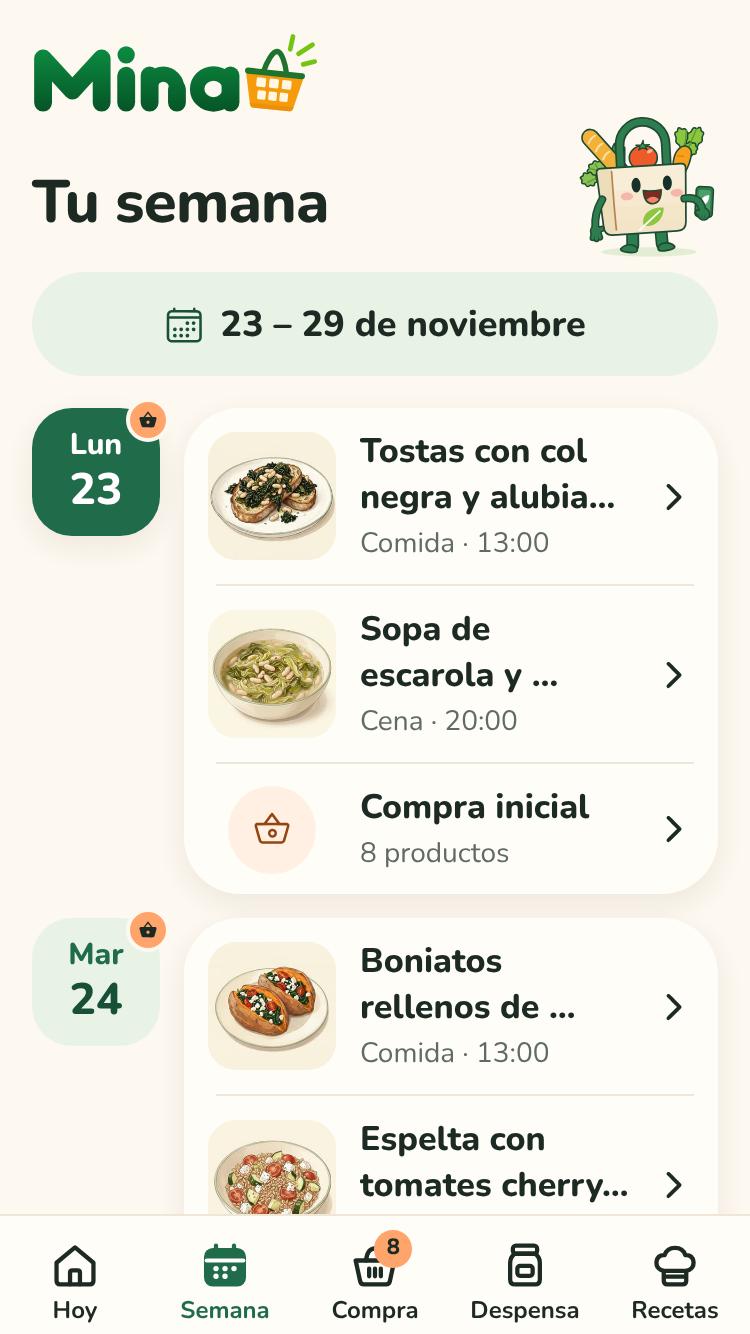 Mina
Tu semana
23 – 29 de noviembre
Lun
23
Tostas con col
negra y alubia...
Comida · 13:00
Sopa de
escarola y ...
Cena · 20:00
Compra inicial
8 productos
Mar
24
Boniatos
rellenos de ...
Comida · 13:00
Espelta con
tomates cherry...
8
Hoy
Semana
Compra
Despensa
Recetas